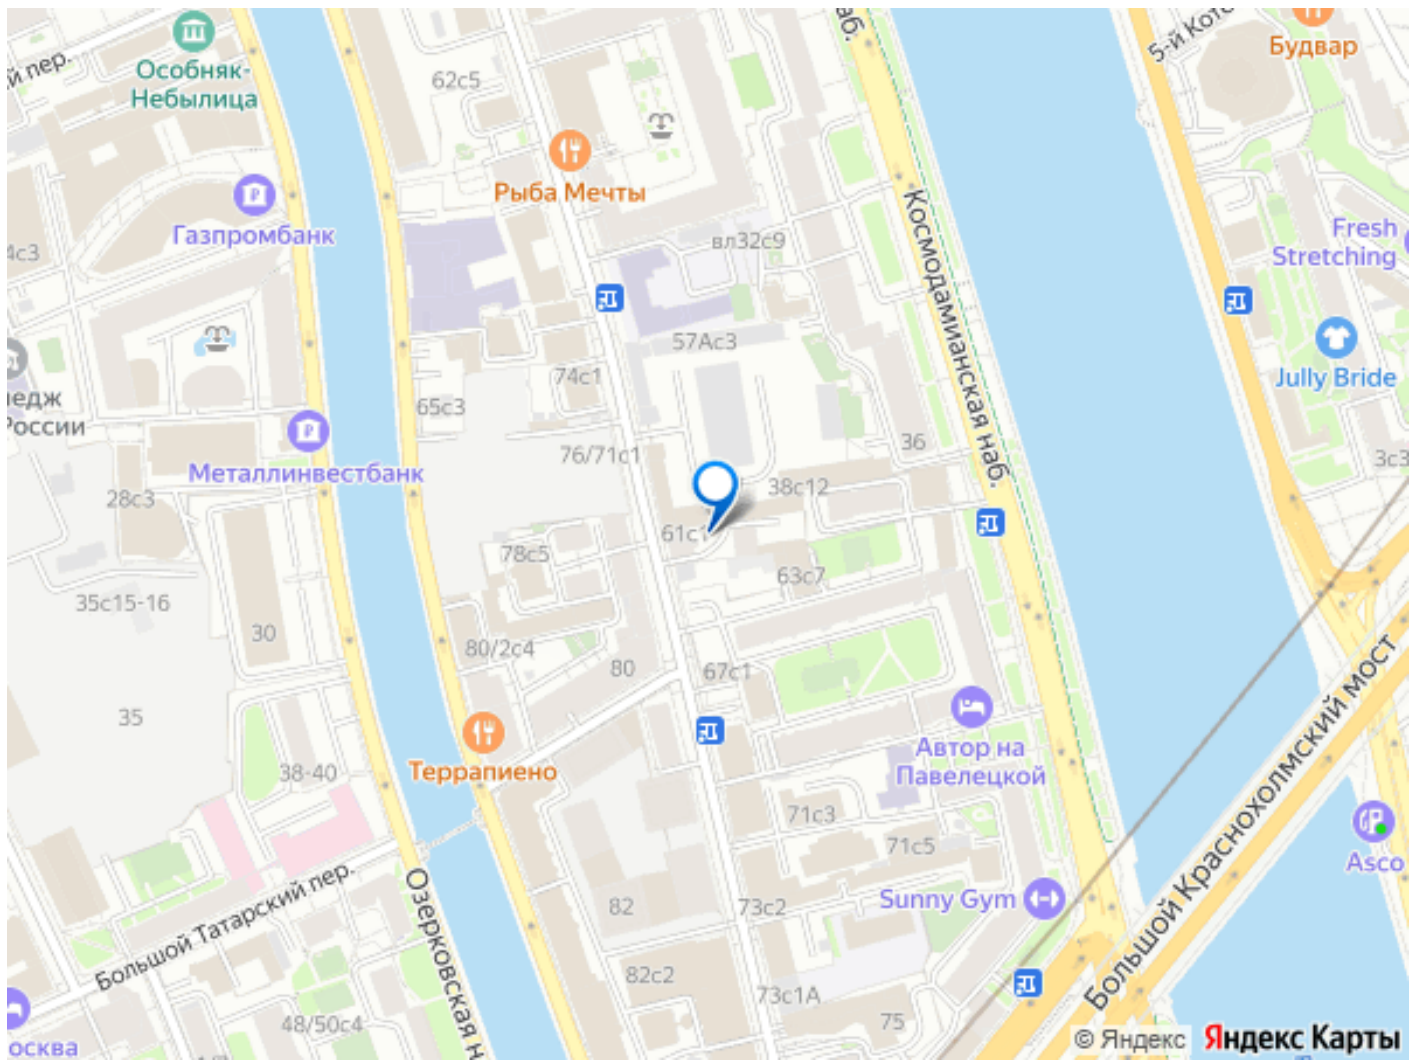 аб.
5-й Кот
Будвар
й пер.
Особняк-
Небылица
62с5
Рыба Мечты
Газпромбанк
4с3
вл32с9
Космодамианская наб.
Fresh
Stretching
57Ас3
Jully Bride
74с1
65с3
едж
России
36
76/71с1
3с3
Металлинвестбанк
28с3
38с12
61с1
78с5
63с7
35с15-16
30
80/2с4
80
67с1
35
Автор на
Павелецкой
Большой Краснохолмский мост
Террапиено
38-40
71с3
71с5
Asco
Большой Татарский пер.
Озерковская н
Sunny Gym
82
73с2
82с2
73с1А
75
48/50с4
осква
© Яндекс
Яндекс Карты